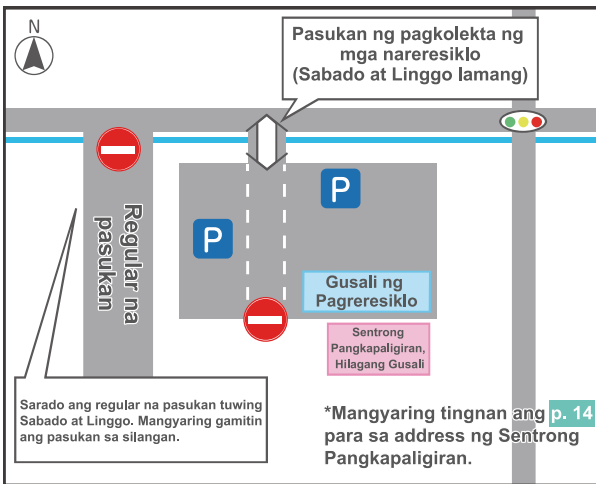 N
Pasukan ng pagkolekta ng
mga nareresiklo
(Sabado at Linggo lamang)
Regular na
pasukan
P
P
Gusali ng
Pagreresiklo
Sentrong
Pangkapaligiran,
Hilagang Gusali
Sarado ang regular na pasukan tuwing
Sabado at Linggo. Mangyaring gamitin
ang pasukan sa silangan.
*Mangyaring tingnan ang p. 14
para sa address ng Sentrong
Pangkapaligiran.